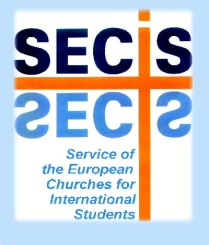 SECiS
SECiS
Service of
the European
Churches for
International
Students